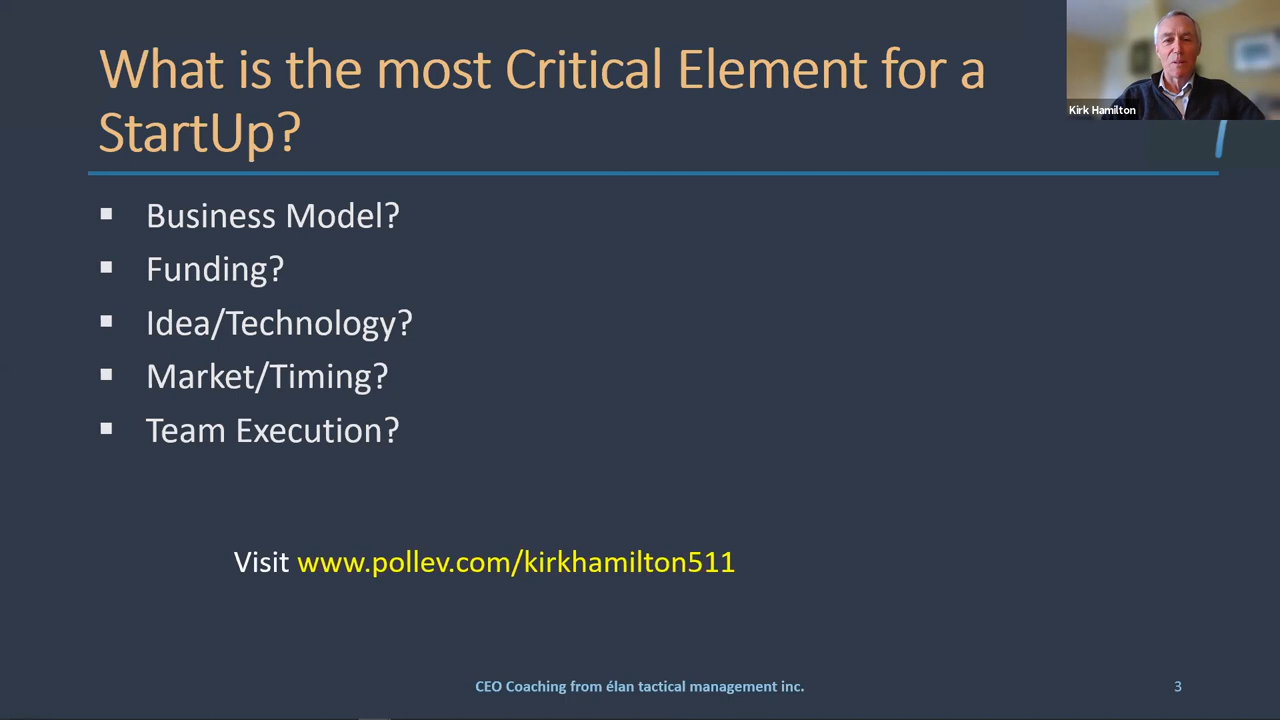 What is the most Critical Element for a
StartUp?
Kirk Hamilton
▪ Business Model?
▪ Funding?
▪ Idea/Technology?
▪ Market/Timing?
▪ Team Execution?
Visit www.pollev.com/kirkhamilton511
CEO Coaching from élan tactical management inc.
3